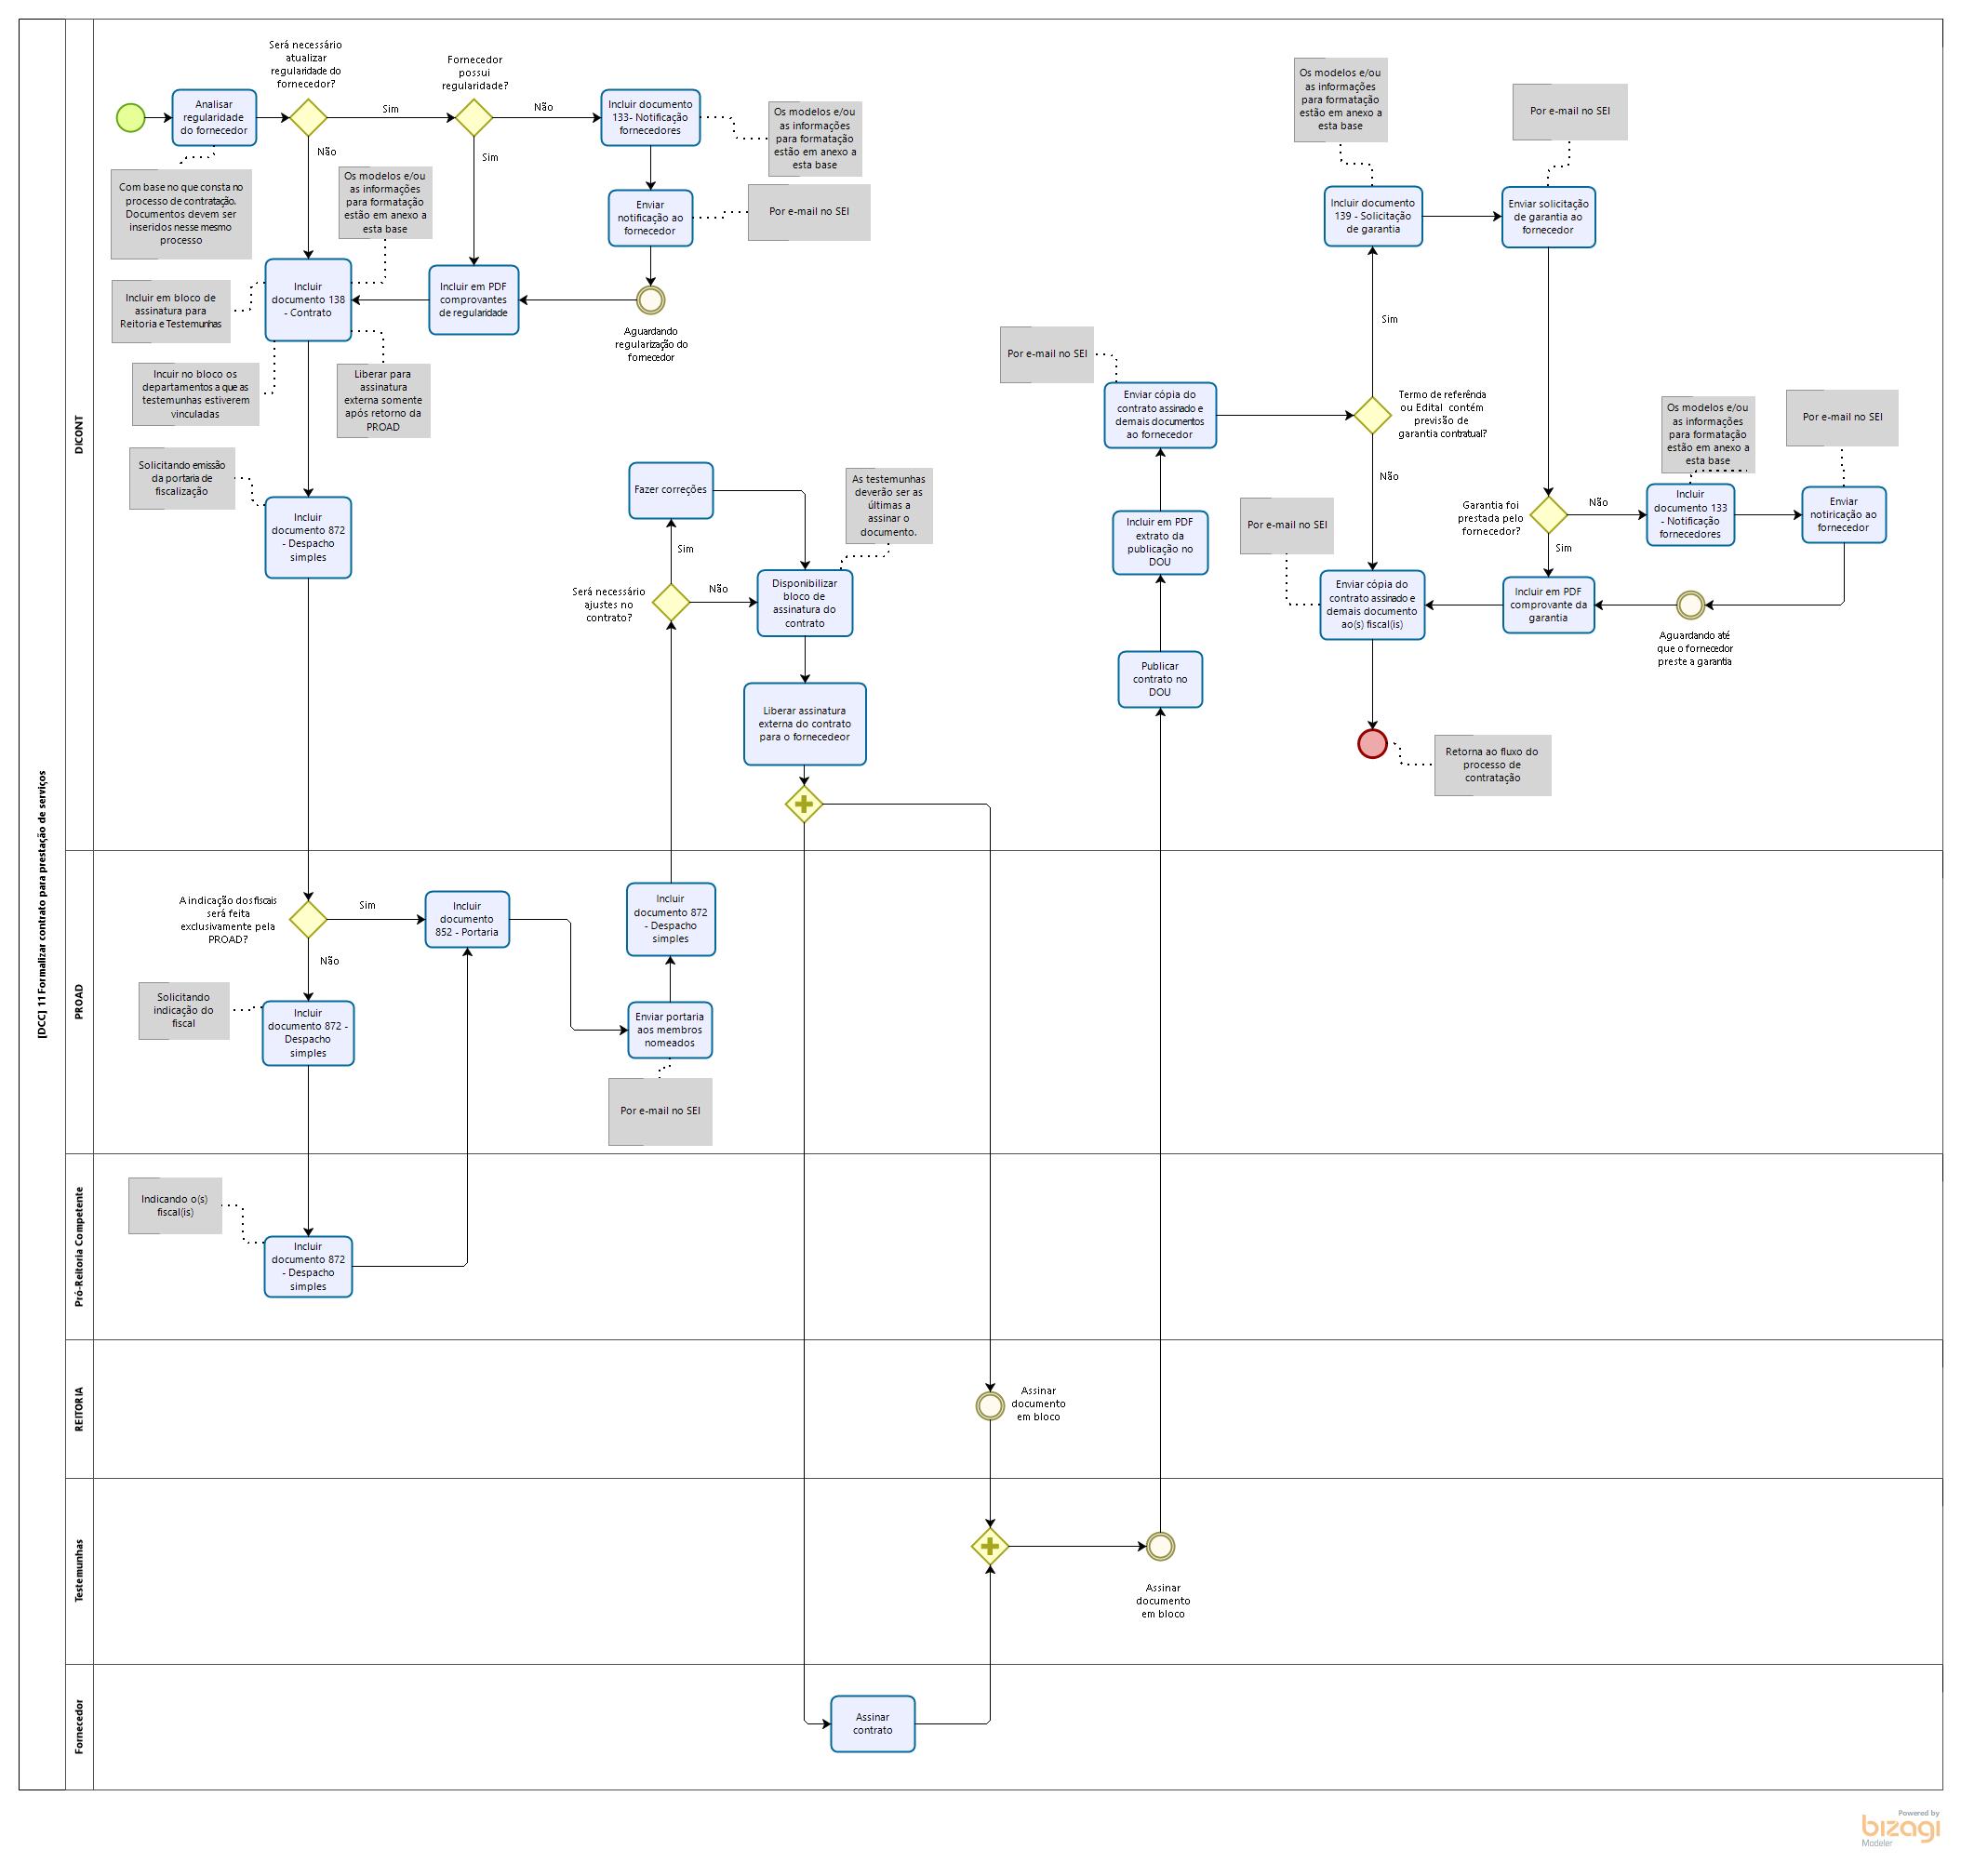 [DCC] 11 Formalizar contrato para prestação de serviços
DICONT
Será necessário
atualizar
regularidade do
fornecedor?
Fornecedor
possui
regularidade?
Analisar
regularidade
do fornecedor
Sim
Não
Incluir documento
133- Notificação
fornecedores
Os modelos e/ou
as informações
para formatação
estão em anexo a
esta base
Não
Sim
Com base no que consta no
processo de contratação.
Documentos devem ser
inseridos nesse mesmo
processo
Os modelos e/ou
as informações
para formatação
estão em anexo a
esta base
Enviar
notificação ao
fornecedor
Por e-mail no SEI
Incluir em bloco de
assinatura para
Reitoria e Testemunhas
Incluir
documento 138
- Contrato
Incluir em PDF
comprovantes
de regularidade
Aguardando
regularização do
fornecedor
Incuir no bloco os
departamentos a que as
testemunhas estiverem
vinculadas
Liberar para
assinatura
externa somente
após retorno da
PROAD
Solicitando emissão
da portaria de
fiscalização
Incluir
documento 872
- Despacho
simples
Fazer correções
As testemunhas
deverão ser as
últimas a
assinar o
documento.
Sim
Será necessário
ajustes no
contrato?
Não
Disponibilizar
bloco de
assinatura do
contrato
Liberar assinatura
externa do contrato
para o fornecedeor
Os modelos e/ou
as informações
para formatação
estão em anexo a
esta base
Por e-mail no SEI
Incluir documento
139 - Solicitação
de garantia
Enviar solicitação
de garantia ao
fornecedor
Sim
Por e-mail no SEI
Enviar cópia do
contrato assinado e
demais documentos
ao fornecedor
Termo de referência
ou Edital contém
previsão de
garantia contratual?
Não
Os modelos e/ou
as informações
para formatação
estão em anexo a
esta base
Por e-mail no SEI
Incluir em PDF
extrato da
publicação no
DOU
Por e-mail no SEI
Garantia foi
prestada pelo
fornecedor?
Não
Incluir
documento 133
- Notificação
fornecedores
Enviar
notiricação ao
fornecedor
Sim
Enviar cópia do
contrato assinado e
demais documento
ao(s) fiscal(is)
Incluir em PDF
comprovante da
garantia
Aguardando até
que o fornecedor
preste a garantia
Publicar
contrato no
DOU
Retorna ao fluxo do
processo de
contratação
PROAD
A indicação dos fiscais
será feita
exclusivamente pela
PROAD?
Sim
Incluir
documento
852 - Portaria
Incluir
documento 872
- Despacho
simples
Não
Solicitando
indicação do
fiscal
Incluir
documento 872 -
Despacho
simples
Enviar portaria
aos membros
nomeados
Por e-mail no SEI
Pró-Reitoria Competente
Indicando o(s)
fiscal(is)
Incluir
documento 872
- Despacho
simples
REITORIA
Assinar
documento
em bloco
Testemunhas
Assinar
documento
em bloco
Fornecedor
Assinar
contrato
Powered by
bizagi
Modeler